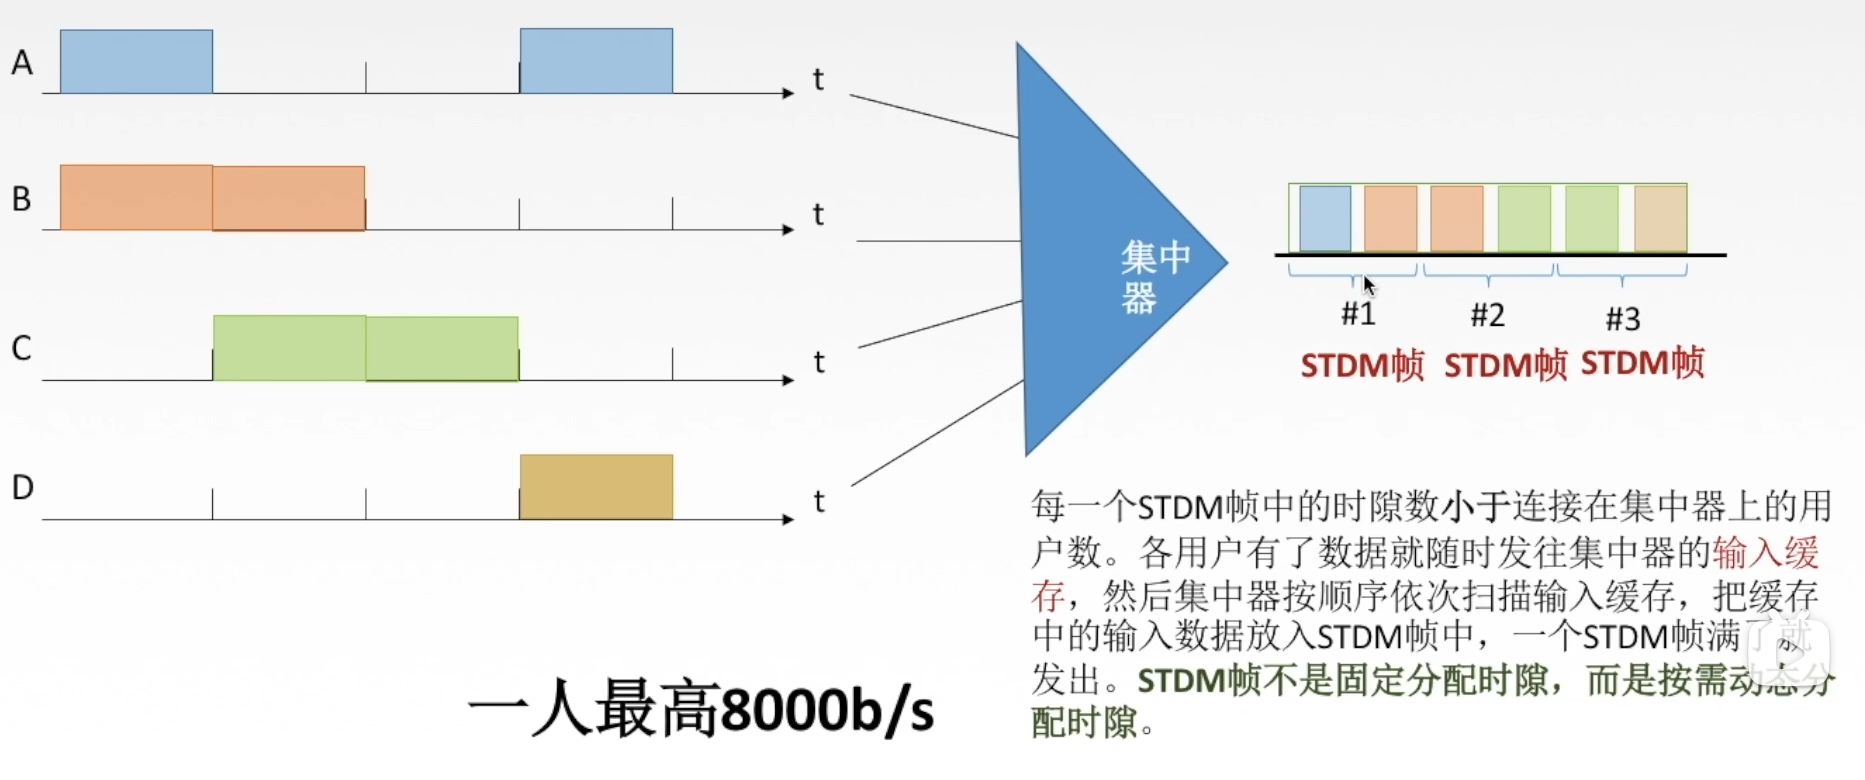 A
t
B
t
C
t
D
t
集中
器
#1
#2
#3
STDM帧
STDM帧
STDM帧
每一个STDM帧中的时隙数小于连接在集中器上的用
户数。各用户有了数据就随时发往集中器的输入缓
存，然后集中器按顺序依次扫描输入缓存，把缓存
中的输入数据放入STDM帧中，一个STDM帧满了就
发出。STDM帧不是固定分配时隙，而是按需动态分
配时隙。
一人最高8000b/s